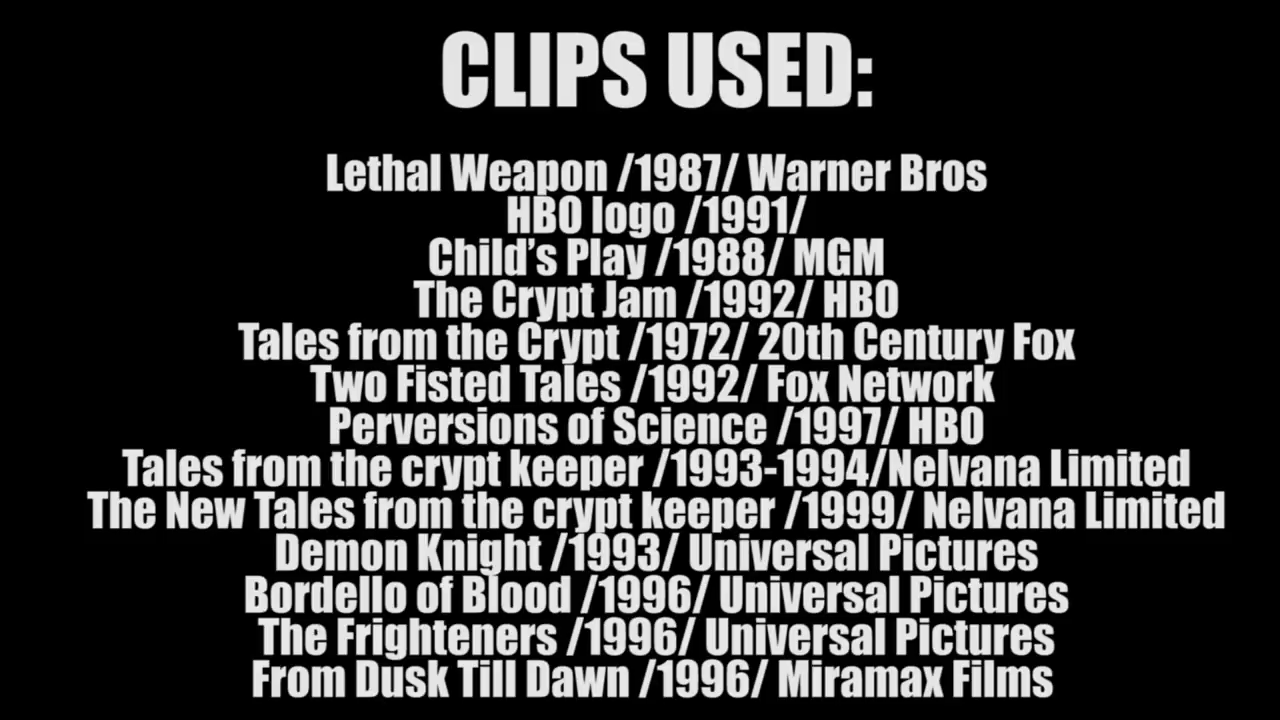 CLIPS USED:
Lethal Weapon /1987/ Warner Bros
HBO logo /1991/
Child’s Play /1988/ MGM
The Crypt Jam /1992/ HBO
Tales from the Crypt /1972/ 20th Century Fox
Two Fisted Tales /1992/ Fox Network
Perversions of Science /1997/ HBO
Tales from the crypt keeper /1993-1994/Nelvana Limited
The New Tales from the crypt keeper /1999/ Nelvana Limited
Demon Knight /1993/ Universal Pictures
Bordello of Blood /1996/ Universal Pictures
The Frighteners /1996/ Universal Pictures
From Dusk Till Dawn /1996/ Miramax Films